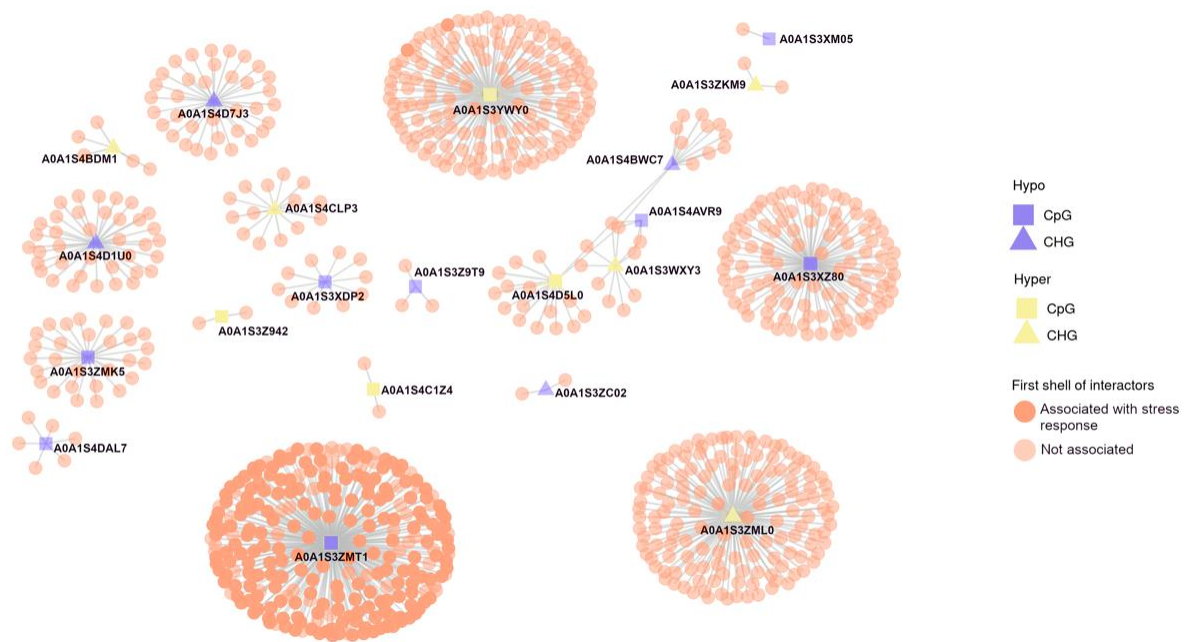 A0A1S3XM05
A0A1S3ZKM9
A0A1S4D7J3
A0A1S3YWY0
A0A1S4BDM1
A0A1S4BWC7
A0A1S4CLP3
A0A1S4AVR9
A0A1S4D1U0
A0A1S3Z9T9
A0A1S3WXY3
A0A1S3XZ80
A0A1S3XDP2
A0A1S4D5L0
A0A1S3Z942
A0A1S3ZMK5
A0A1S4C1Z4
A0A1S3ZC02
A0A1S4DAL7
A0A1S3ZML0
A0A1S3ZMT1
Hypo
CpG
CHG
Hyper
CpG
CHG
First shell of interactors
Associated with stress
response
Not associated